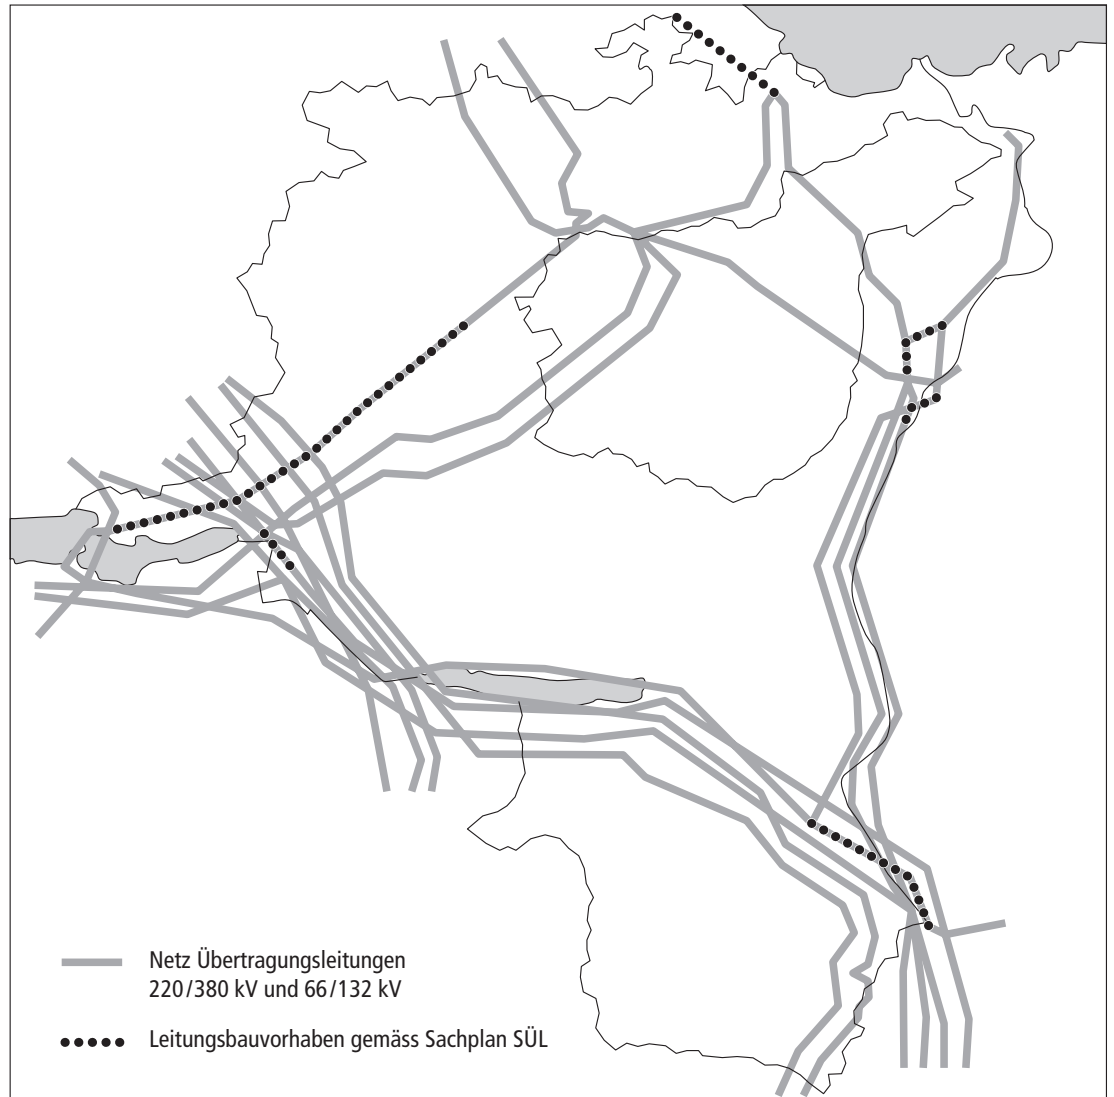 Netz Übertragungsleitungen
220/380 kV und 66/132 kV
Leitungsbauvorhaben gemäss Sachplan SÜL